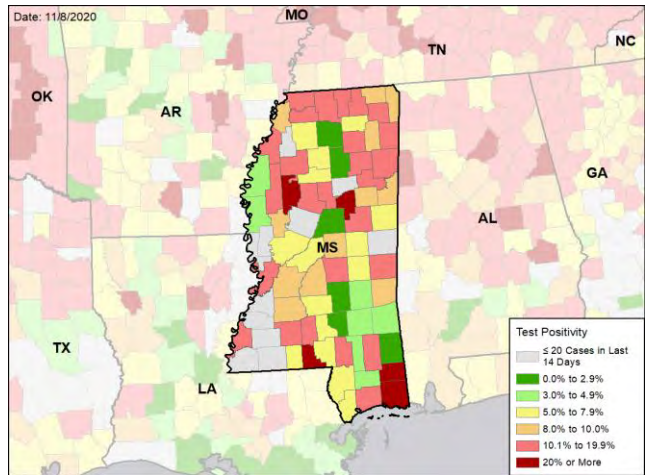 Date: 11/8/2020
MO
NC
TN
OK
AR
GA
AL
MS
TX
LA
Test Positivity
≤ 20 Cases in Last
14 Days
0.0% to 2.9%
3.0% to 4.9%
5.0% to 7.9%
8.0% to 10.0%
10.1% to 19.9%
20% or More